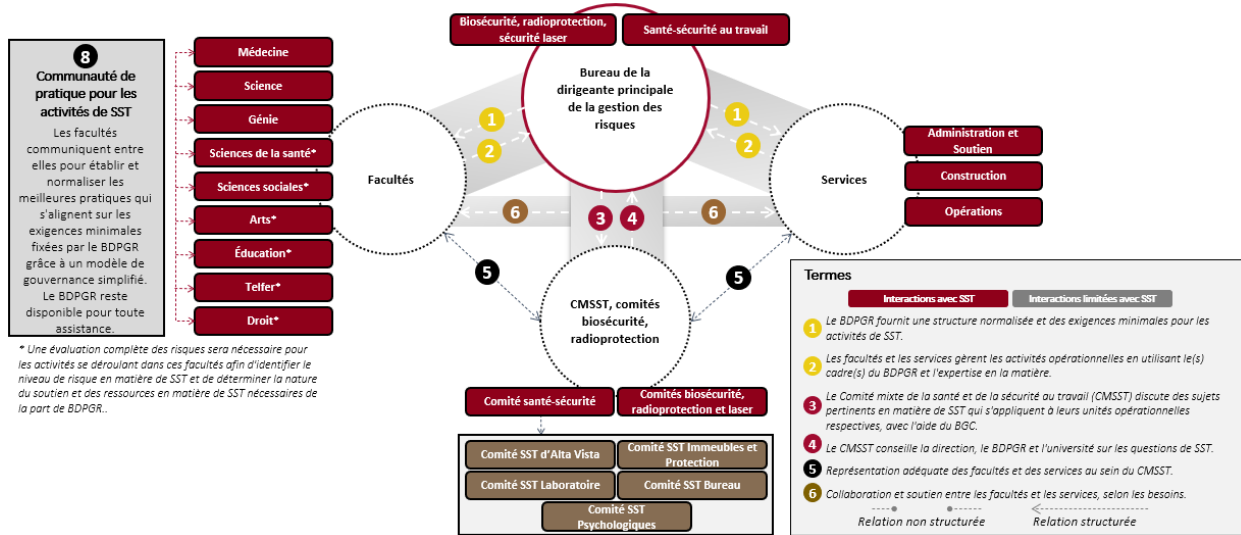 Biosécurité, radioprotection,
sécurité laser
Santé-sécurité au travail
Bureau de la
dirigeante principale
de la gestion des
risques
8
Communauté de
pratique pour les
activités de SST
Les facultés
communiquent entre
elles pour établir et
normaliser les
meilleures pratiques qui
s'alignent sur les
exigences minimales
fixées par le BDPGR
grâce à un modèle de
gouvernance simplifié.
Le BDPGR reste
disponible pour toute
assistance.
Médecine
Science
Génie
Sciences de la santé*
Sciences sociales*
Arts*
Éducation*
Telfer*
Droit*
* Une évaluation complète des risques sera nécessaire pour
les activités se déroulant dans ces facultés afin d'identifier le
niveau de risque en matière de SST et de déterminer la nature
du soutien et des ressources en matière de SST nécessaires de
la part de BDPGR..
Facultés
1
2
1
2
Services
Administration et
Soutien
Construction
Opérations
6
3
4
6
5
5
CMSST, comités
biosécurité,
radioprotection
Comité santé-sécurité
Comités biosécurité,
radioprotection et laser
Comité SST d'Alta Vista
Comité SST Immeubles et
Protection
Comité SST Laboratoire
Comité SST Bureau
Comité SST
Psychologiques
Termes
Interactions avec SST
Interactions limitées avec SST
1 Le BDPGR fournit une structure normalisée et des exigences minimales pour les
activités de SST.
2 Les facultés et les services gèrent les activités opérationnelles en utilisant le(s)
cadre(s) du BDPGR et l'expertise en la matière.
3 Le Comité mixte de la santé et de la sécurité au travail (CMSST) discute des sujets
pertinents en matière de SST qui s'appliquent à leurs unités opérationnelles
respectives, avec l'aide du BGC.
4 Le CMSST conseille la direction, le BDPGR et l'université sur les questions de SST.
5 Représentation adéquate des facultés et des services au sein du CMSST.
6 Collaboration et soutien entre les facultés et les services, selon les besoins.
Relation non structurée
Relation structurée